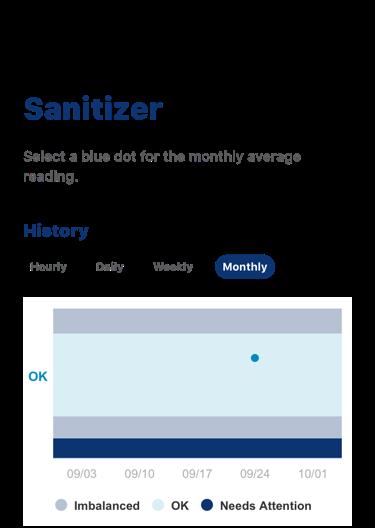 Sanitizer
Select a blue dot for the monthly average
reading.
History
Hourly Daily Weekly Monthly
OK
09/03 09/10 09/17 09/24 10/01
Imbalanced OK Needs Attention